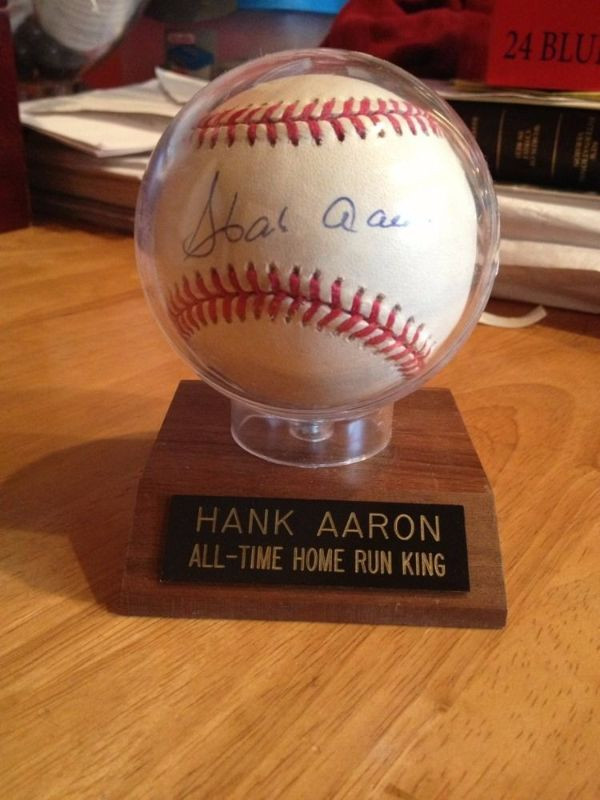 24 BLU
Hank Aaron
HANK AARON
ALL-TIME HOME RUN KING